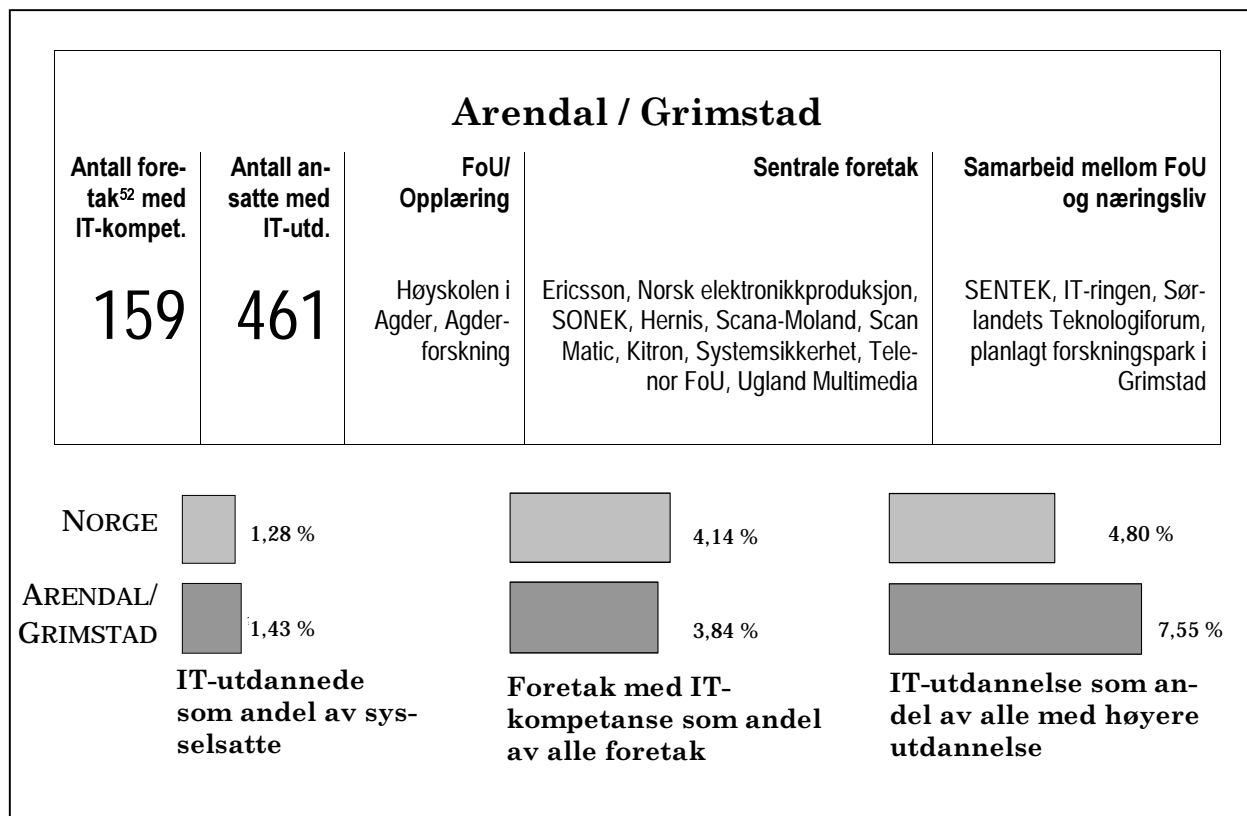 Arendal / Grimstad
Antall fore-
tak52 med
IT-kompet.
Antall an-
satte med
IT-utd.
FoU/
Opplæring
Sentrale foretak
Samarbeid mellom FoU
og næringsliv
159
461
Høyskolen i
Agder, Agder-
forskning
Ericsson, Norsk elektronikkproduksjon,
SONEK, Hernis, Scana-Moland, Scan
Matic, Kitron, Systemsikkerhet, Tele-
nor FoU, Ugland Multimedia
SENTEK, IT-ringen, Sør-
landets Teknologiforum,
planlagt forskningspark i
Grimstad
NORGE
1,28 %
4,14 %
4,80 %
ARENDAL/
GRIMSTAD
1,43 %
3,84 %
7,55 %
IT-utdannede
som andel av sys-
selsatte
Foretak med IT-
kompetanse som andel
av alle foretak
IT-utdannelse som an-
del av alle med høyere
utdannelse